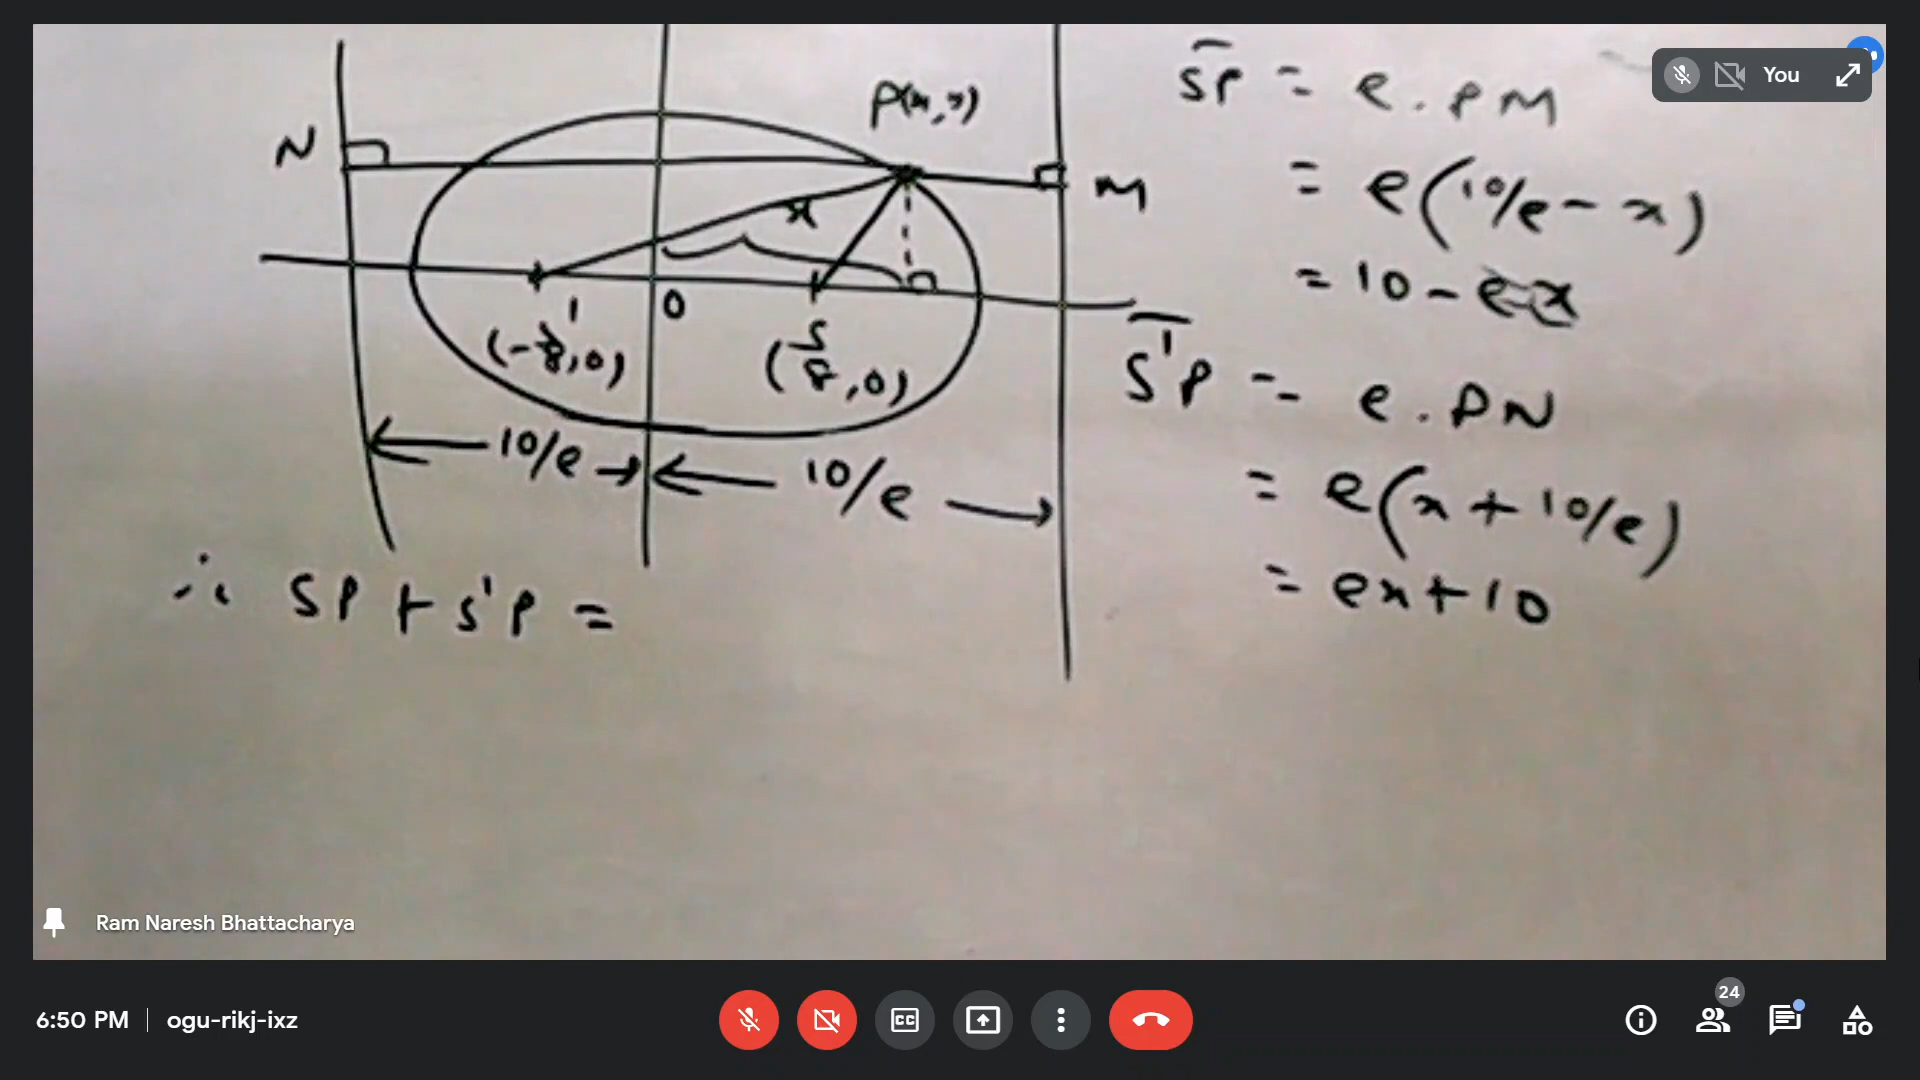 You
N
P(x,y)
M
x
O
(-8,0)
S
(8,0)
10/e
10/e
∴ SP + S'P =
SP = e.PM
= e(10/e - x)
= 10 - ex
S'P = e.PN
= e(x + 10/e)
= ex + 10
Ram Naresh Bhattacharya
6:50 PM | ogu-rikj-ixz
CC
24